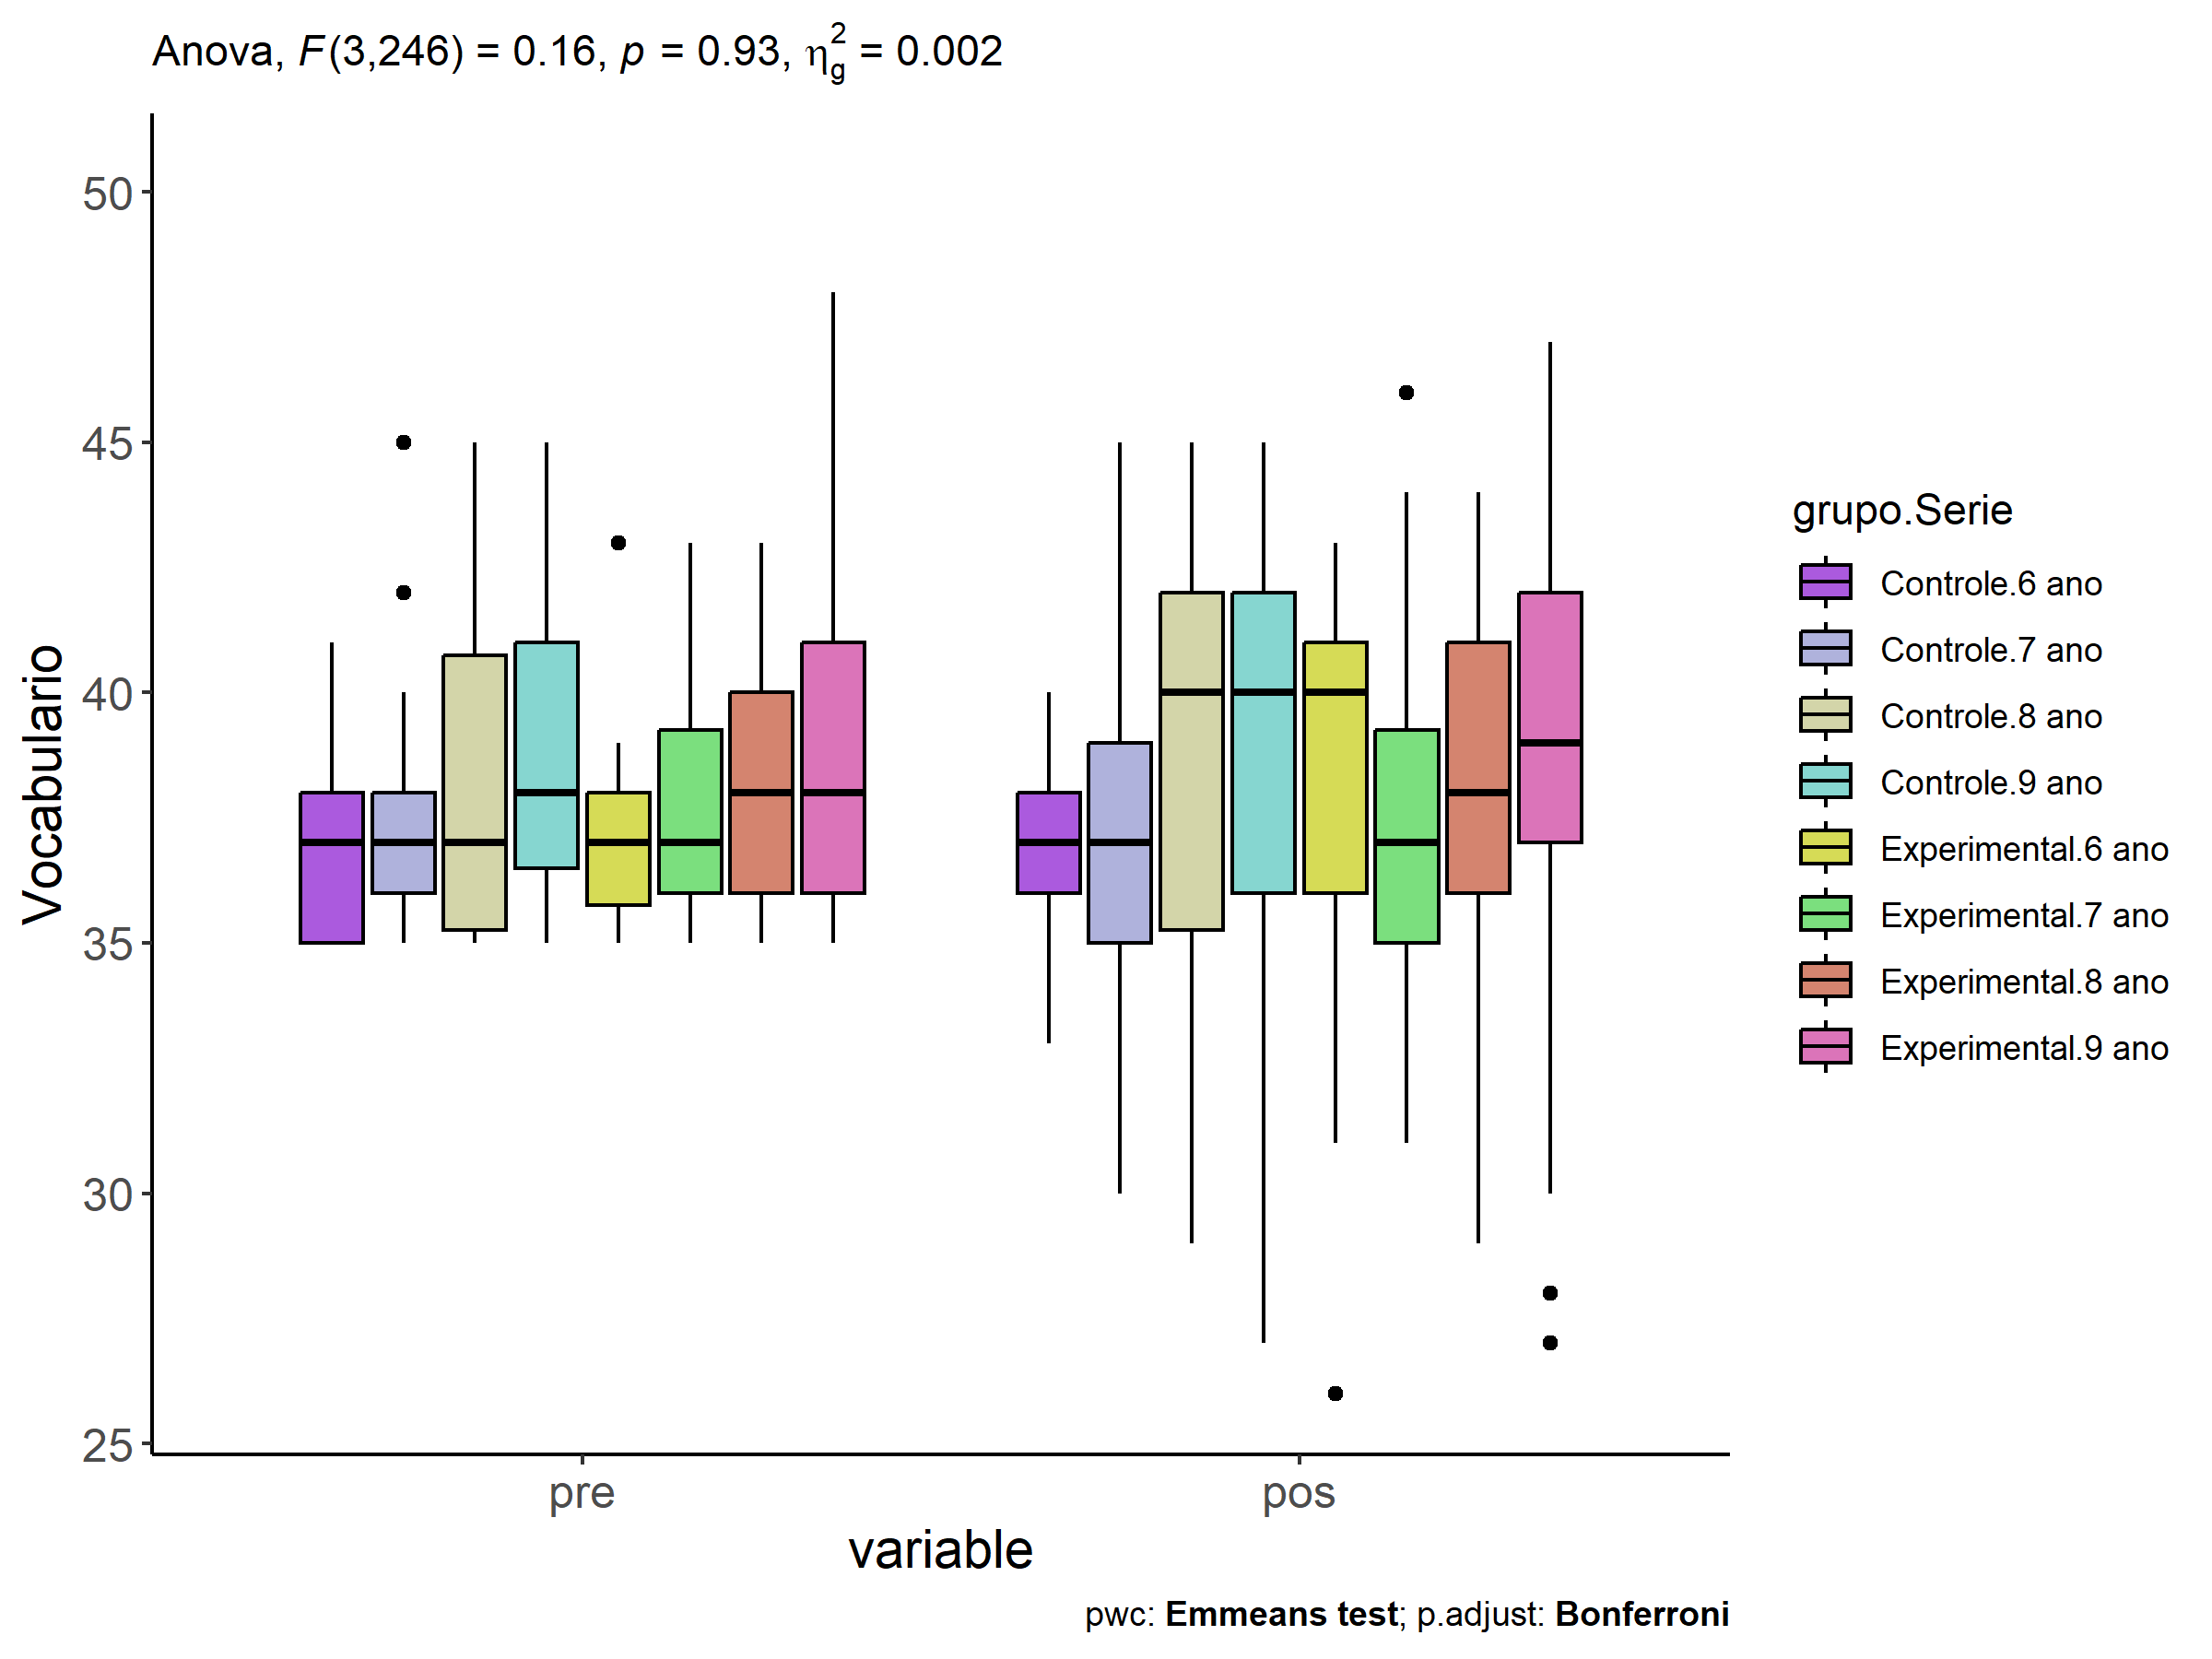 Anova, F(3,246) = 0.16, p = 0.93, η²g = 0.002
50
45
40
35
30
25
Vocabulario
pre
pos
variable
grupo.Serie
Controle.6 ano
Controle.7 ano
Controle.8 ano
Controle.9 ano
Experimental.6 ano
Experimental.7 ano
Experimental.8 ano
Experimental.9 ano
pwc: Emmeans test; p.adjust: Bonferroni